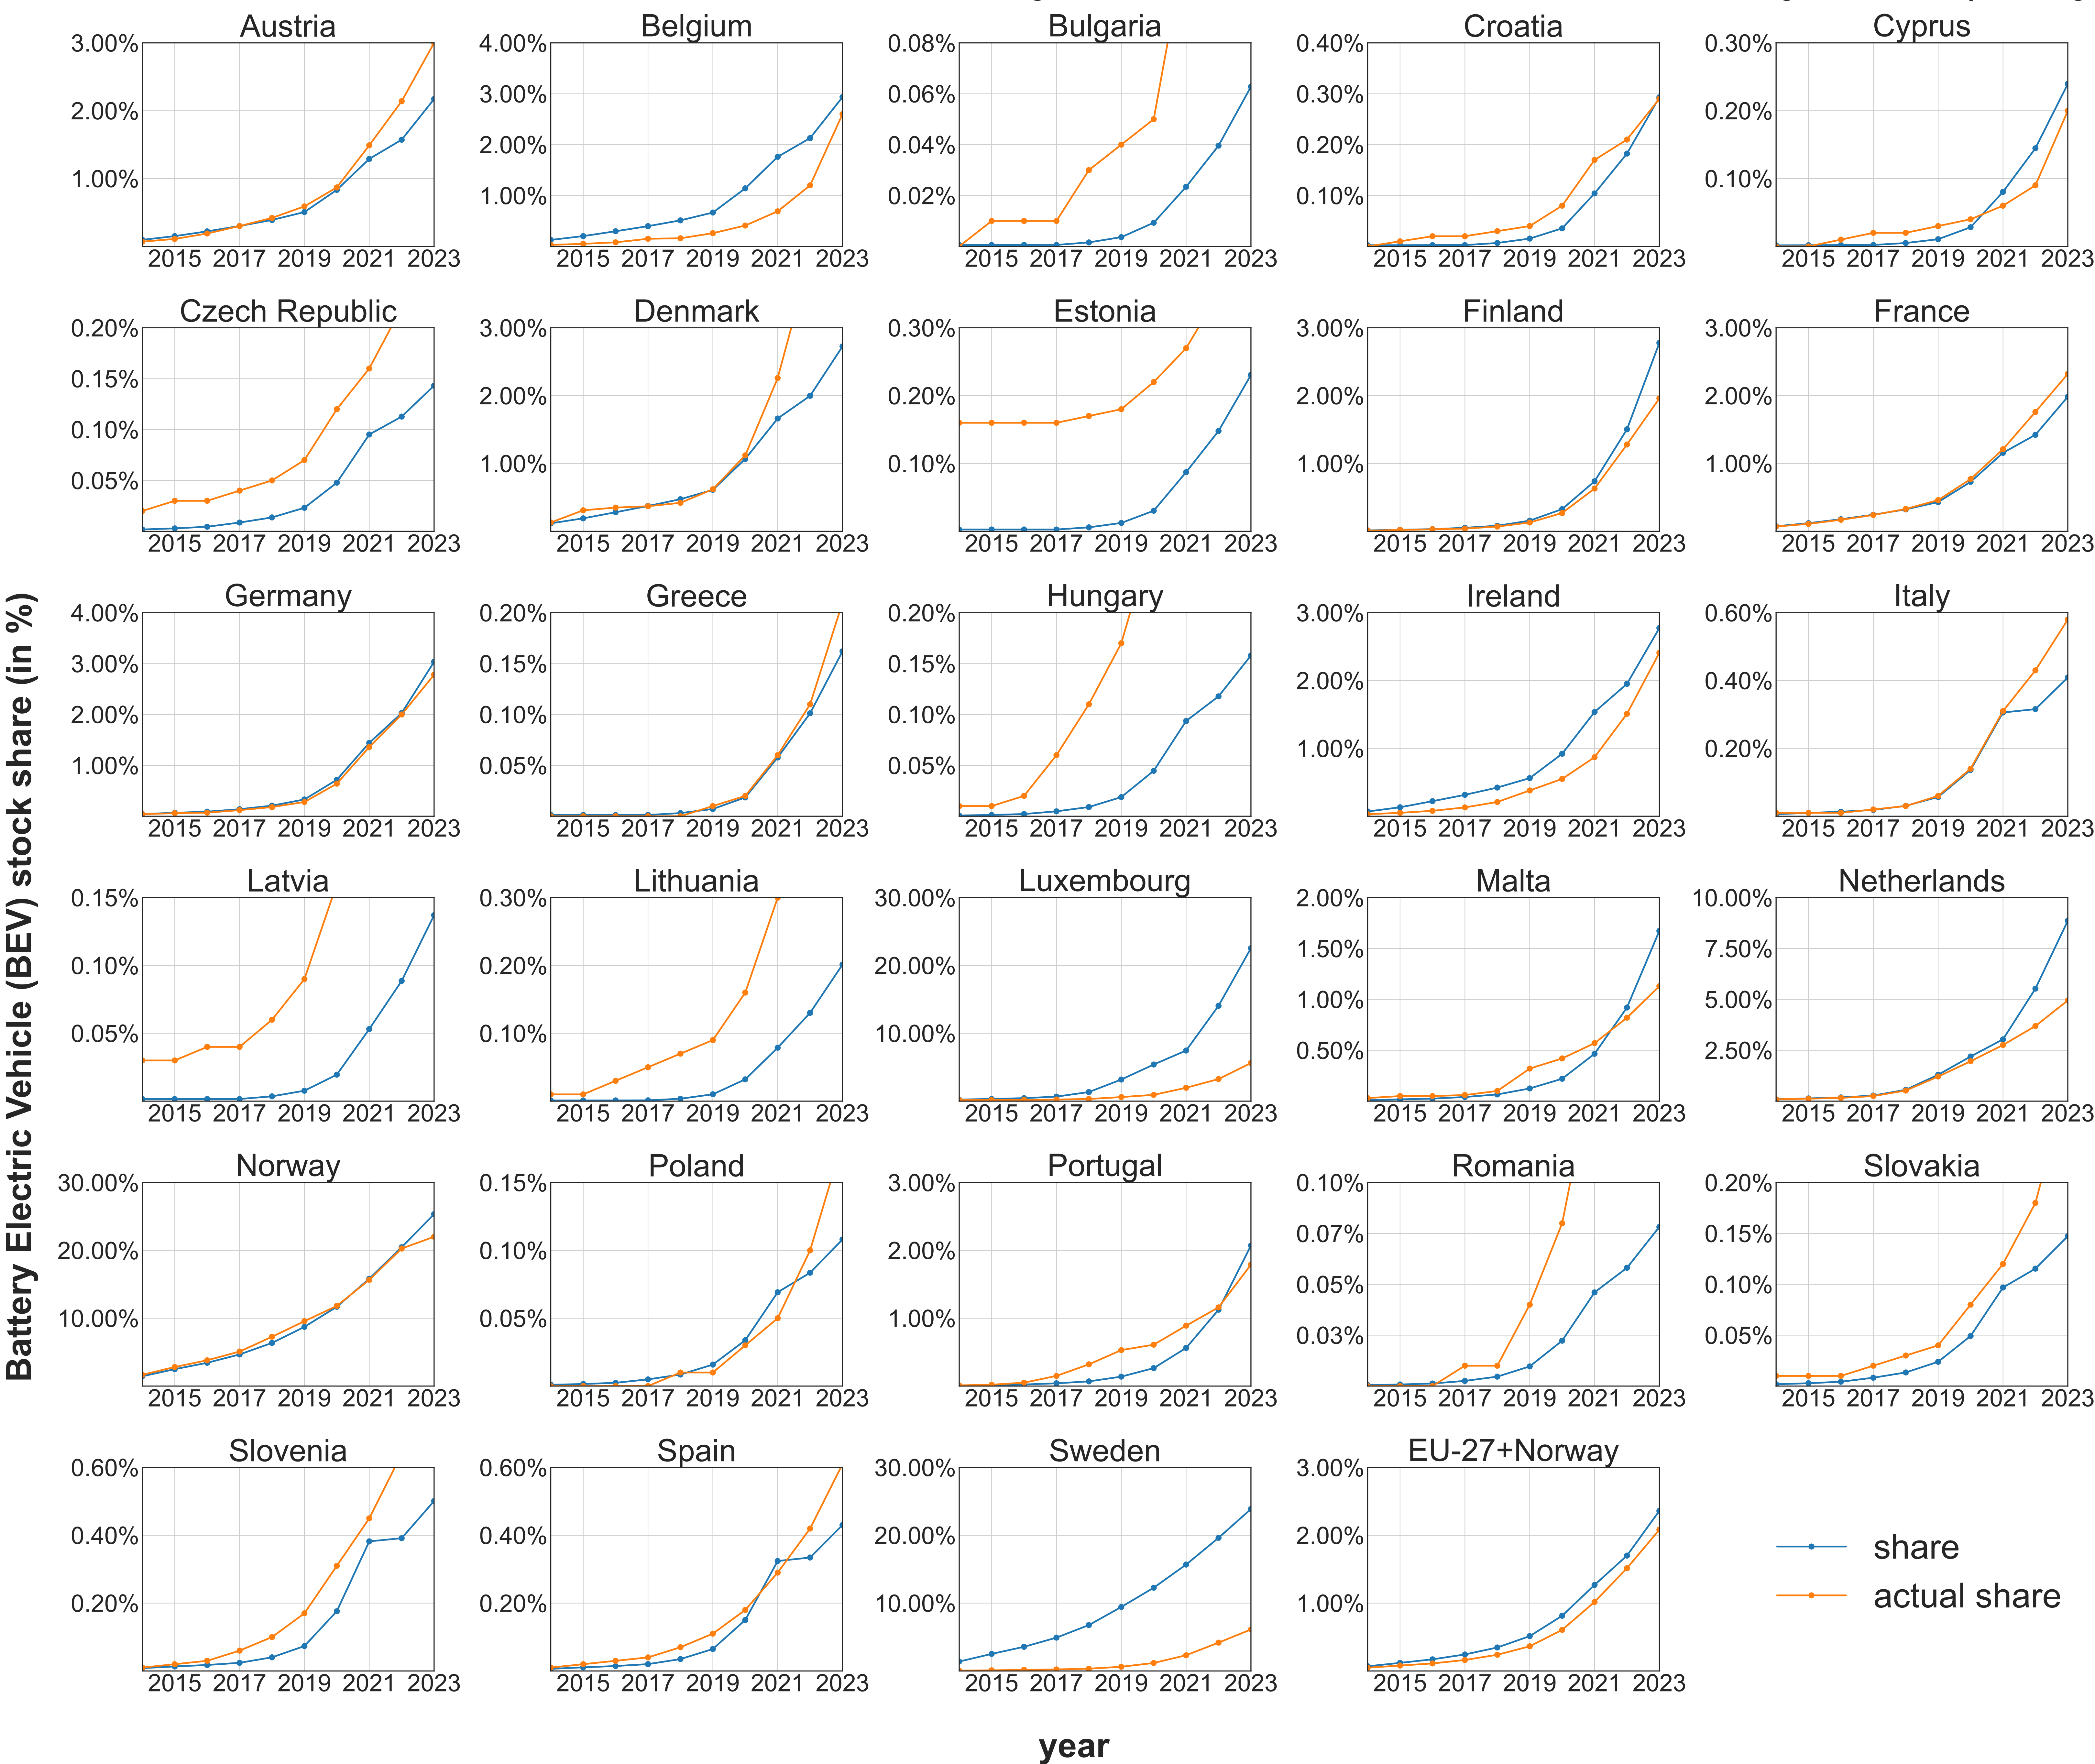 Austria Belgium Bulgaria Croatia Cyprus
3.00% 4.00% 0.08% 0.40% 0.30%
2.00% 3.00% 0.06% 0.30% 0.20%
1.00% 2.00% 0.04% 0.20% 0.10%
1.00% 0.02% 0.10%
2015 2017 2019 2021 2023 2015 2017 2019 2021 2023 2015 2017 2019 2021 2023 2015 2017 2019 2021 2023 2015 2017 2019 2021 2023
Czech Republic Denmark Estonia Finland France
0.20% 3.00% 0.30% 3.00% 3.00%
0.15% 2.00% 0.20% 2.00% 2.00%
0.10% 1.00% 0.10% 1.00% 1.00%
0.05%
2015 2017 2019 2021 2023 2015 2017 2019 2021 2023 2015 2017 2019 2021 2023 2015 2017 2019 2021 2023 2015 2017 2019 2021 2023
Battery Electric Vehicle (BEV) stock share (in %)
Germany Greece Hungary Ireland Italy
4.00% 0.20% 0.20% 3.00% 0.60%
3.00% 0.15% 0.15% 2.00% 0.40%
2.00% 0.10% 0.10% 1.00% 0.20%
1.00% 0.05% 0.05%
2015 2017 2019 2021 2023 2015 2017 2019 2021 2023 2015 2017 2019 2021 2023 2015 2017 2019 2021 2023 2015 2017 2019 2021 2023
Latvia Lithuania Luxembourg Malta Netherlands
0.15% 0.30% 30.00% 2.00% 10.00%
0.10% 0.20% 20.00% 1.50% 7.50%
0.05% 0.10% 10.00% 1.00% 5.00%
0.50% 2.50%
2015 2017 2019 2021 2023 2015 2017 2019 2021 2023 2015 2017 2019 2021 2023 2015 2017 2019 2021 2023 2015 2017 2019 2021 2023
Norway Poland Portugal Romania Slovakia
30.00% 0.15% 3.00% 0.10% 0.20%
20.00% 0.10% 2.00% 0.07% 0.15%
10.00% 0.05% 1.00% 0.05% 0.10%
0.03% 0.05%
2015 2017 2019 2021 2023 2015 2017 2019 2021 2023 2015 2017 2019 2021 2023 2015 2017 2019 2021 2023 2015 2017 2019 2021 2023
Slovenia Spain Sweden EU-27+Norway
0.60% 0.60% 30.00% 3.00%
0.40% 0.40% 20.00% 2.00%
0.20% 0.20% 10.00% 1.00%
share
actual share
2015 2017 2019 2021 2023 2015 2017 2019 2021 2023 2015 2017 2019 2021 2023 2015 2017 2019 2021 2023
year